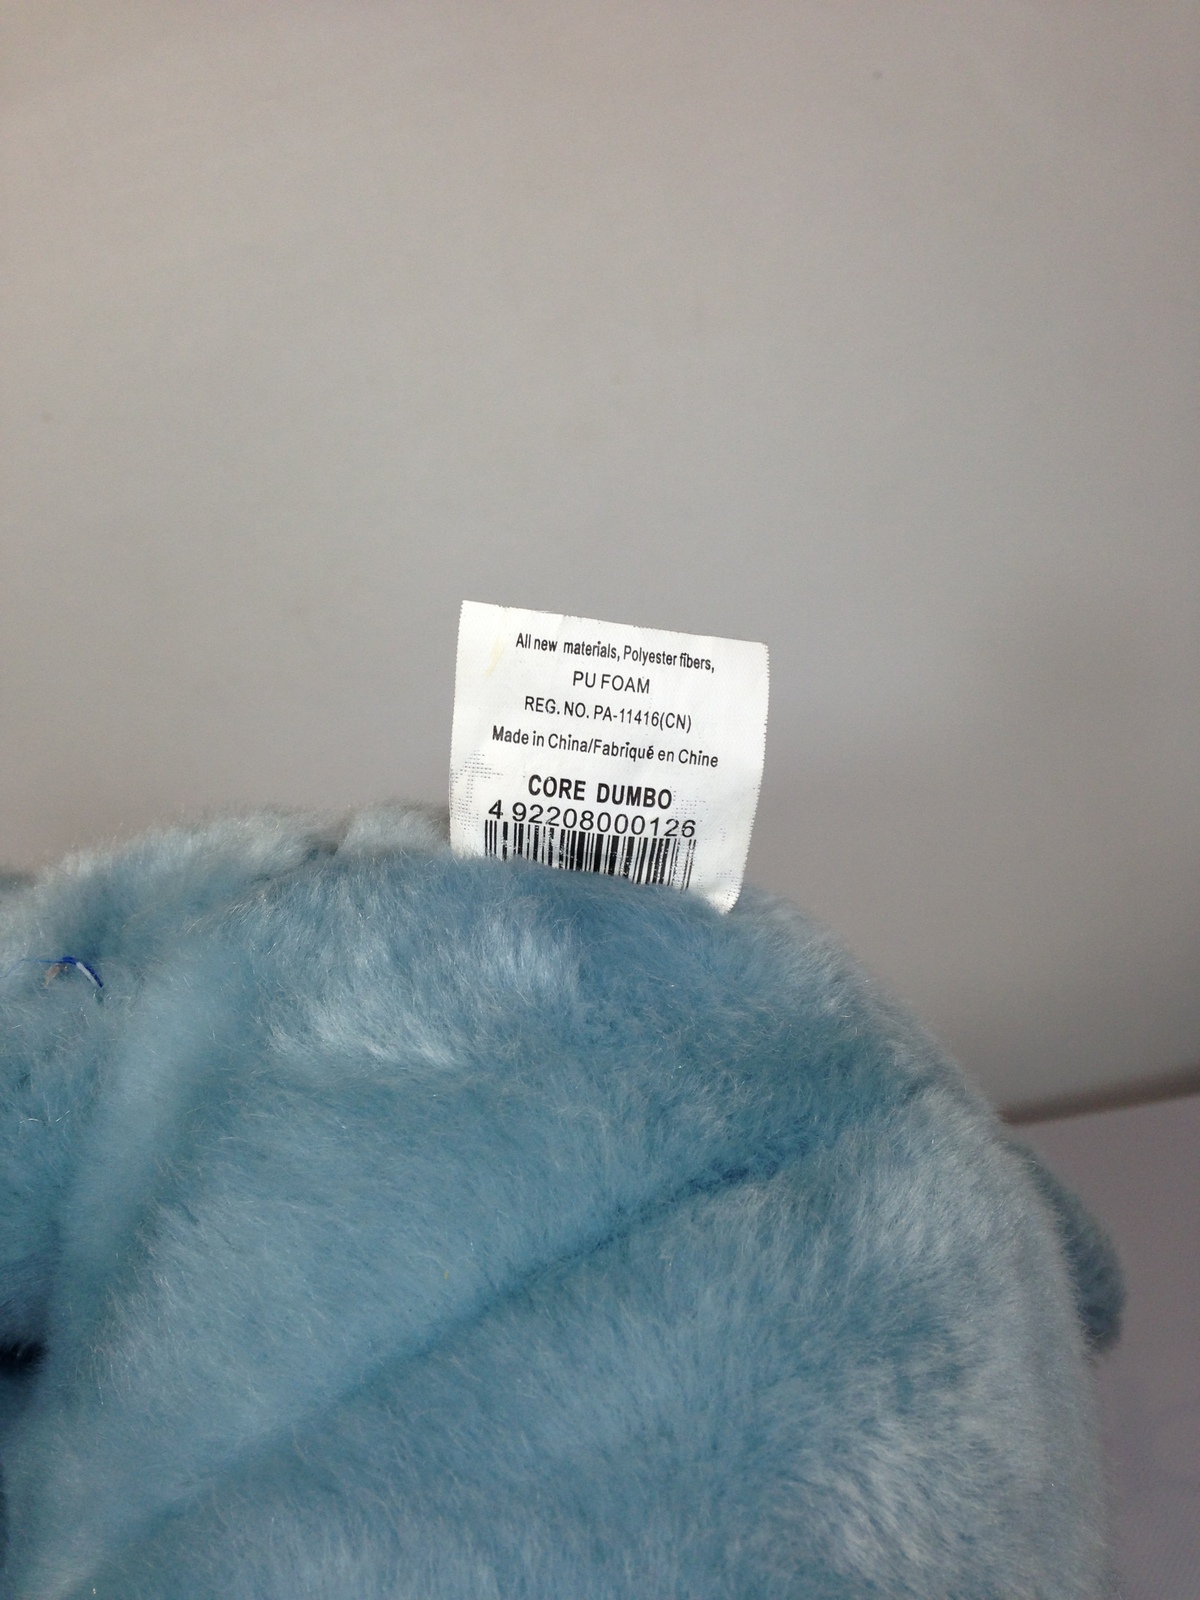 All new materials, Polyester fibers,
PU FOAM
REG. NO. PA-11416(CN)
Made in China/Fabriqué en Chine
CORE DUMBO
4 92208000126